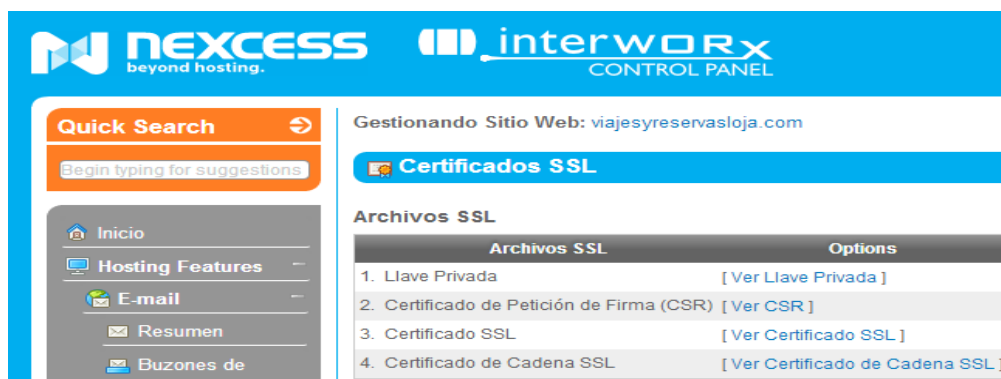 NEXCESS
beyond hosting.
interworx
CONTROL PANEL
Quick Search
Begin typing for suggestions
Inicio
Hosting Features
E-mail
Resumen
Buzones de
Gestionando Sitio Web: viajesyreservasloja.com
Certificados SSL
Archivos SSL
Archivos SSL Options
1. Llave Privada [ Ver Llave Privada ]
2. Certificado de Petición de Firma (CSR) [ Ver CSR ]
3. Certificado SSL [ Ver Certificado SSL ]
4. Certificado de Cadena SSL [ Ver Certificado de Cadena SSL ]